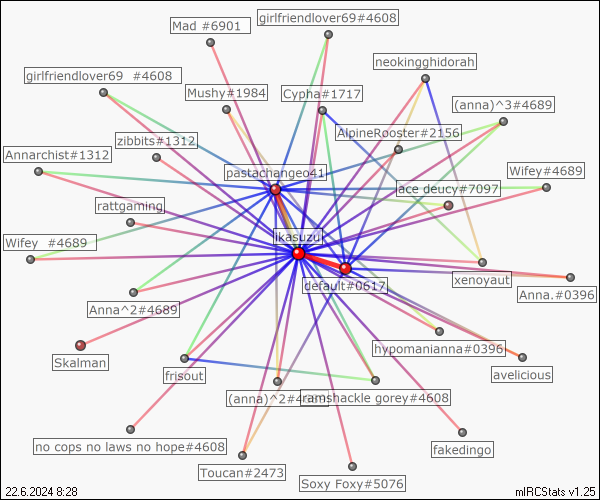 girlfriendlover69#4608
Mad #6901
neokingghidorah
girlfriendlover69 #4608
Mushy#1984
Cypha#1717
(anna)^3#4689
AlpineRooster#2156
zibbits#1312
Annarchist#1312
pastachangeo41
Wifey#4689
ace deucy#7097
rattgaming
ikasuzu
Wifey #4689
default#0617
xenoyaut
Anna.#0396
Anna^2#4689
hypomanianna#0396
Skalman
frisout
avelicious
(anna)^2#4689
ramshackle gorey#4608
no cops no laws no hope#4608
fakedingo
Toucan#2473
Soxy Foxy#5076
22.6.2024 8:28
mIRCStats v1.25